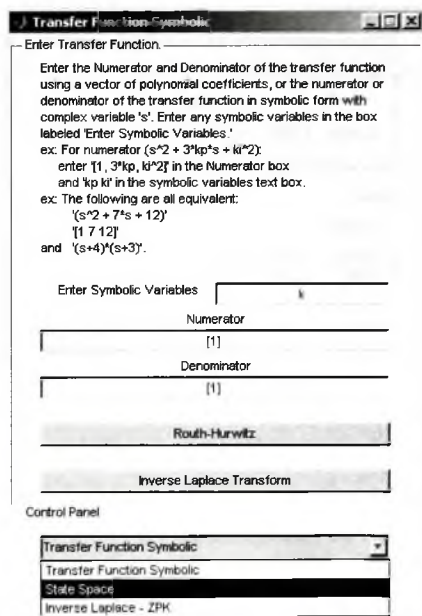 Transfer Function Symbolic
Enter Transfer Function.
Enter the Numerator and Denominator of the transfer function
using a vector of polynomial coefficients, or the numerator or
denominator of the transfer function in symbolic form with
complex variable 's'. Enter any symbolic variables in the box
labeled 'Enter Symbolic Variables.'
ex: For numerator (s^2 + 3*kp*s + ki^2):
enter '[1, 3*kp, ki^2]' in the Numerator box
and 'kp ki' in the symbolic variables text box.
ex: The following are all equivalent:
'(s^2 + 7*s + 12)'
'[1 7 12]'
and '(s+4)*(s+3)'.
Enter Symbolic Variables
k
Numerator
[1]
Denominator
[1]
Routh-Hurwitz
Inverse Laplace Transform
Control Panel
Transfer Function Symbolic
Transfer Function Symbolic
State Space
Inverse Laplace - ZPK